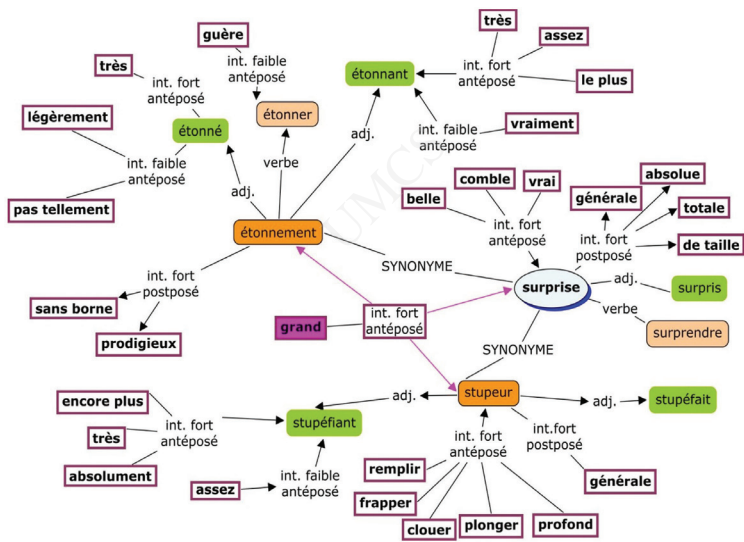 guère
très
int. faible
antéposé
int. fort
antéposé
légèrement
étonner
étonné
int. faible
antéposé
verbe
adj.
pas tellement
étonnement
très
assez
int. fort
antéposé
le plus
étonnant
int. faible
antéposé
vraiment
adj.
comble
vrai
belle
int. fort
antéposé
générale
absolue
totale
int. fort
postposé
de taille
SYNONYME
surprise
adj.
surpris
verbe
surprendre
int. fort
postposé
sans borne
prodigieux
grand
int. fort
antéposé
SYNONYME
stupeur
adj.
stupéfait
adj.
stupéfiant
encore plus
très
int. fort
antéposé
absolument
assez
int. faible
antéposé
int. fort
antéposé
int.fort
postposé
remplir
frapper
clouer
plonger
profond
générale
UMCS